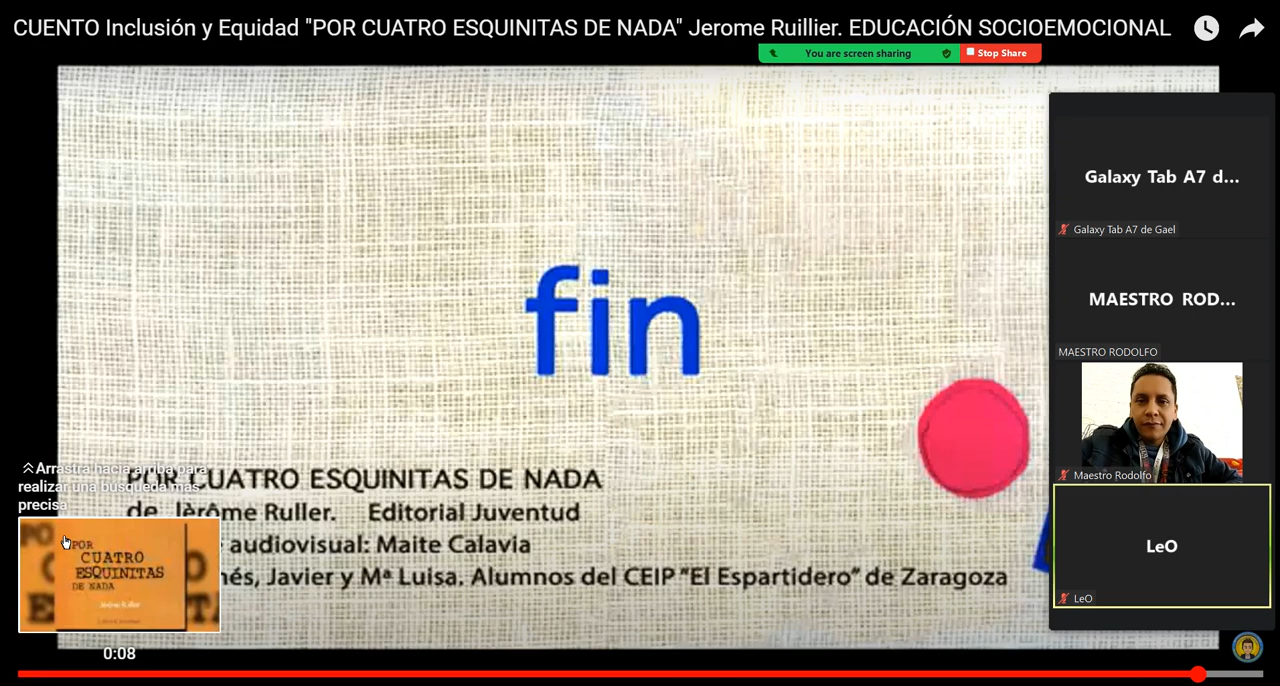 CUENTO Inclusión y Equidad "POR CUATRO ESQUINITAS DE NADA" Jerome Ruillier. EDUCACIÓN SOCIOEMOCIONAL
You are screen sharing
Stop Share
Galaxy Tab A7 d...
Galaxy Tab A7 de Gael
MAESTRO ROD...
MAESTRO RODOLFO
Maestro Rodolfo
LeO
LeO
fin
POR CUATRO ESQUINITAS DE NADA
de Jèrôme Ruller. Editorial Juventud
audiovisual: Maite Calavia
nés, Javier y Mª Luisa. Alumnos del CEIP "El Espartidero" de Zaragoza
Arrastra hacia arriba para
realizar una búsqueda más
precisa
POR
CUATRO
ESQUINITAS
DE NADA
0:08